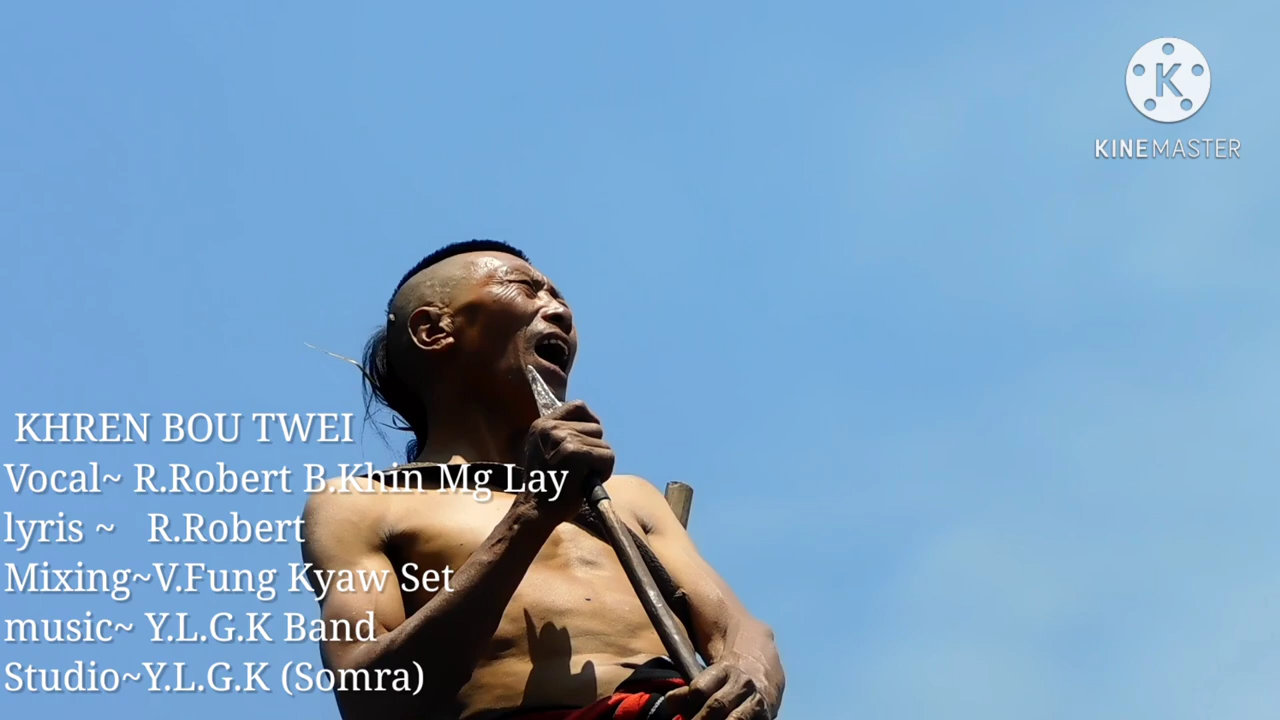 KINEMASTER
KHREN BOU TWEI
Vocal~ R.Robert B.Khin Mg Lay
lyris ~ R.Robert
Mixing~V.Fung Kyaw Set
music~ Y.L.G.K Band
Studio~Y.L.G.K (Somra)